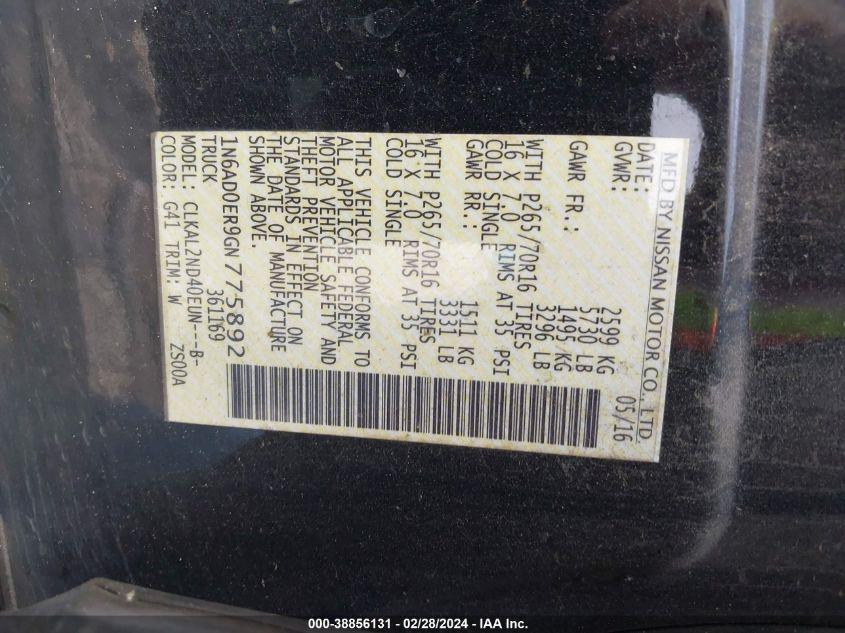 MFD BY NISSAN MOTOR CO., LTD.
DATE: 05/16
GVWR: 2599 KG
5730 LB
GAWR FR.: 1495 KG
3296 LB
WITH P265/70R16 TIRES
16 X 7.0 RIMS AT 35 PSI
COLD SINGLE
GAWR RR.: 1511 KG
3331 LB
WITH P265/70R16 TIRES
16 X 7.0 RIMS AT 35 PSI
COLD SINGLE
THIS VEHICLE CONFORMS TO
ALL APPLICABLE FEDERAL
MOTOR VEHICLE SAFETY AND
THEFT PREVENTION
STANDARDS IN EFFECT ON
THE DATE OF MANUFACTURE
SHOWN ABOVE.
1N6AD0ER9GN775892
TRUCK 361169
MODEL: CLKAL2ND40EUN--B-
COLOR: G41 TRIM: W ZS00A
000-38856131 - 02/28/2024 - IAA Inc.